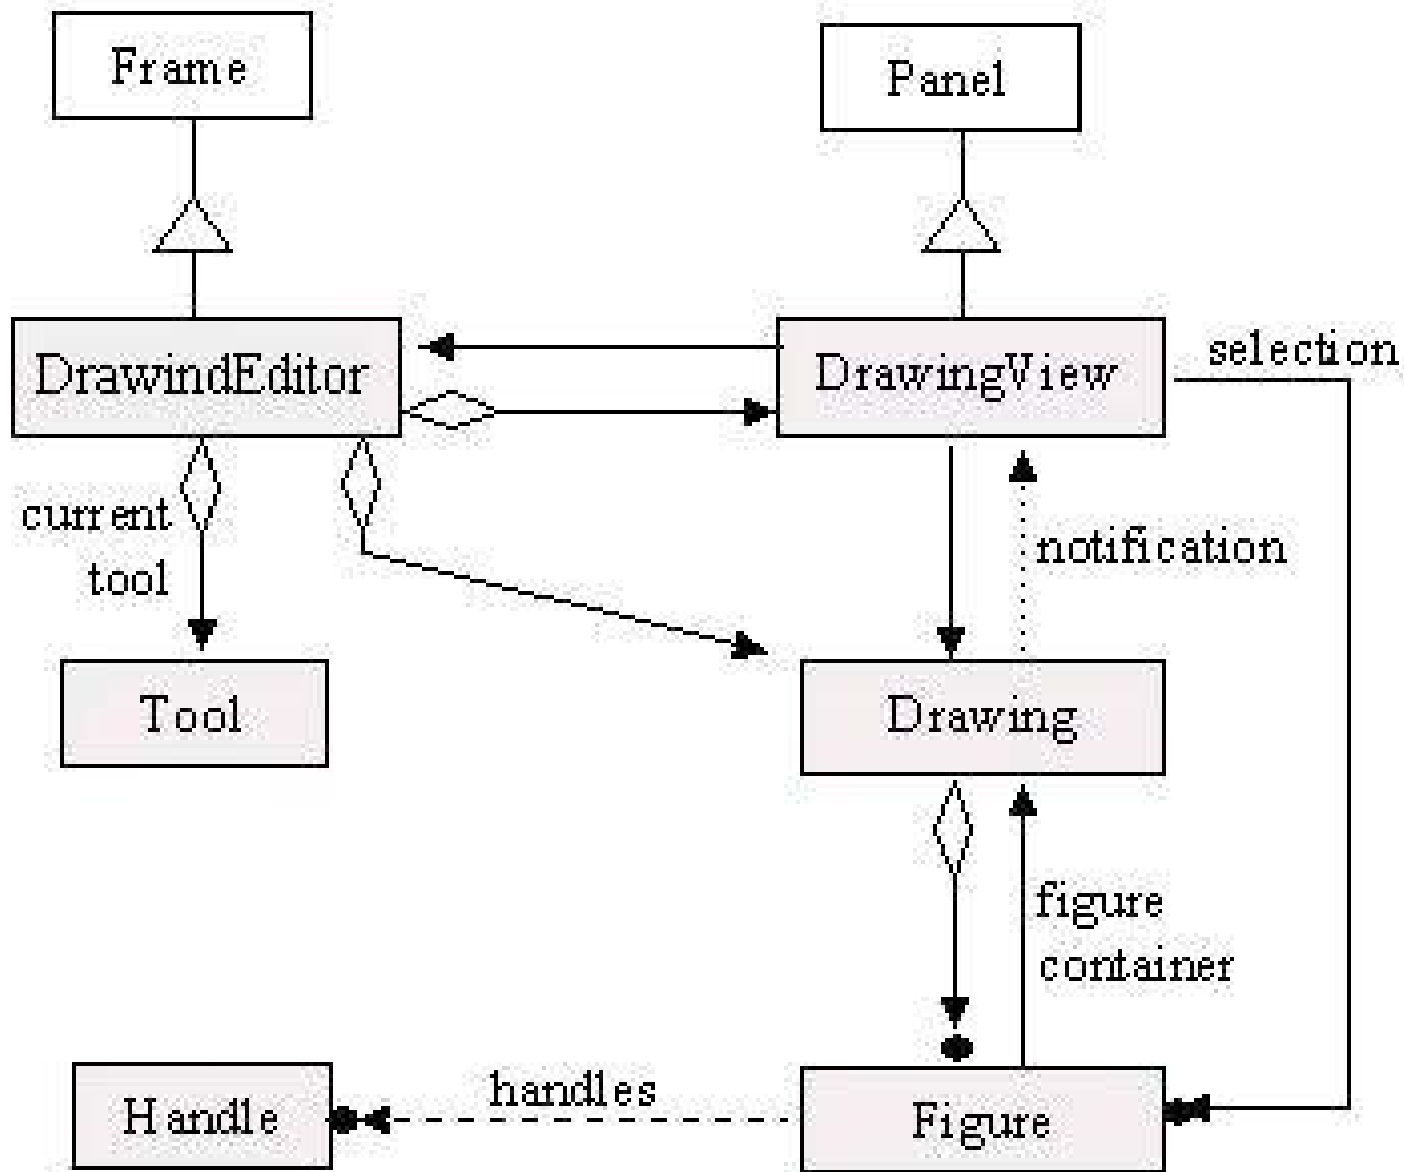 Frame
Panel
DrawindEditor
DrawingView
selection
current
tool
notification
Tool
Drawing
figure
container
handles
Handle
Figure